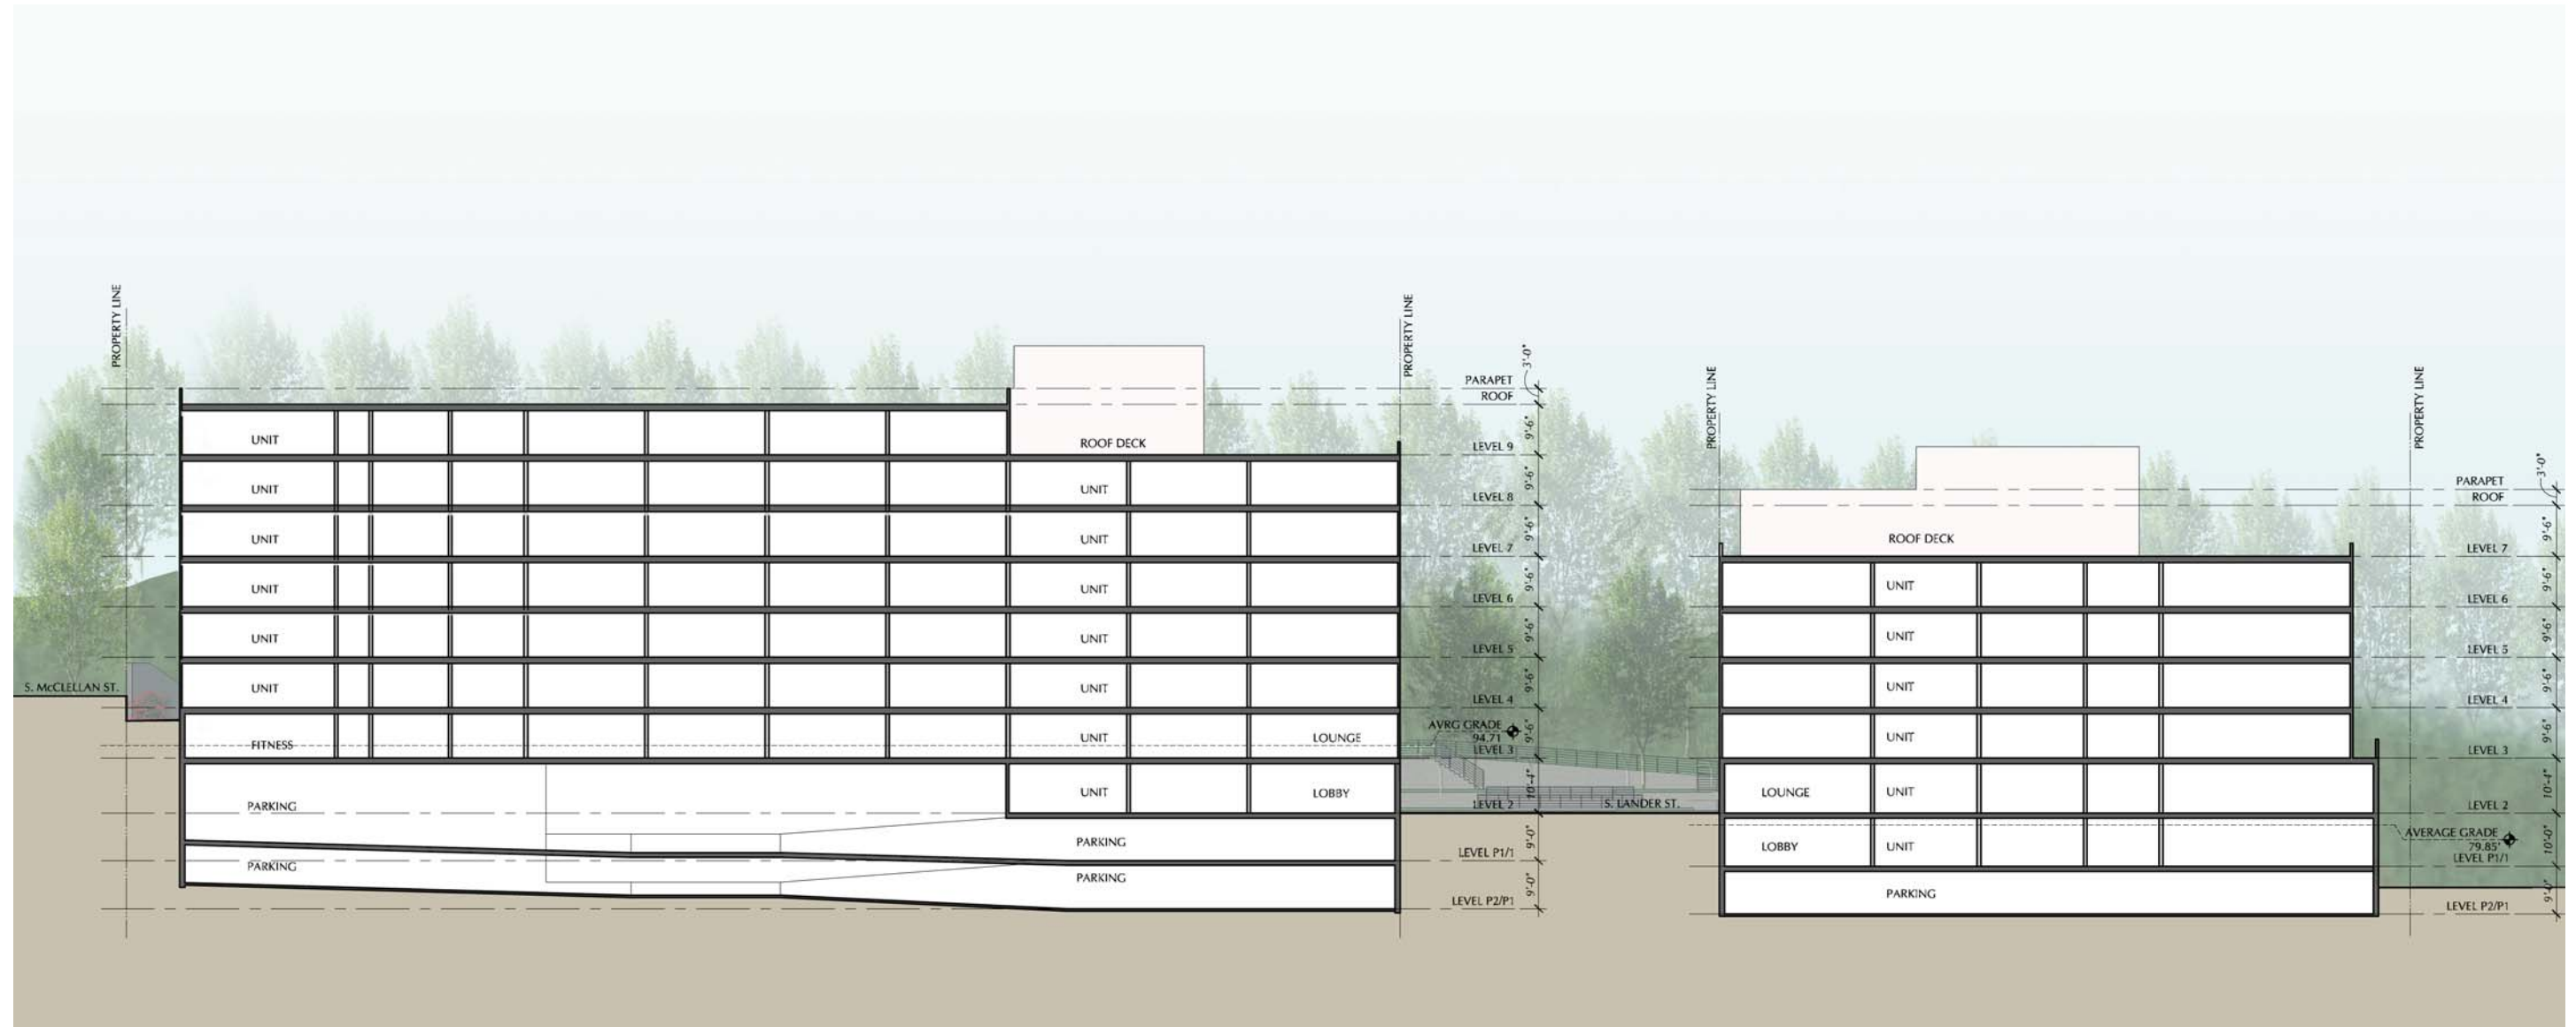 PROPERTY LINE
PROPERTY LINE
PROPERTY LINE
PROPERTY LINE
UNIT
UNIT
UNIT
UNIT
UNIT
UNIT
FITNESS
PARKING
PARKING
S. McCLELLAN ST.
ROOF DECK
UNIT
UNIT
UNIT
UNIT
UNIT
UNIT
LOUNGE
UNIT
LOBBY
PARKING
PARKING
PARAPET
3'-0"
ROOF
9'-6"
LEVEL 9
9'-6"
LEVEL 8
9'-6"
LEVEL 7
9'-6"
LEVEL 6
9'-6"
LEVEL 5
9'-6"
LEVEL 4
AVRG GRADE
94.71
9'-6"
LEVEL 3
10'-4"
LEVEL 2
9'-0"
LEVEL P1/1
9'-0"
LEVEL P2/P1
S. LANDER ST.
ROOF DECK
UNIT
UNIT
UNIT
UNIT
LOUNGE
UNIT
LOBBY
UNIT
PARKING
PARAPET
3'-0"
ROOF
9'-6"
LEVEL 7
9'-6"
LEVEL 6
9'-6"
LEVEL 5
9'-6"
LEVEL 4
9'-6"
LEVEL 3
10'-4"
LEVEL 2
AVERAGE GRADE
79.85'
10'-0"
LEVEL P1/1
9'-0"
LEVEL P2/P1